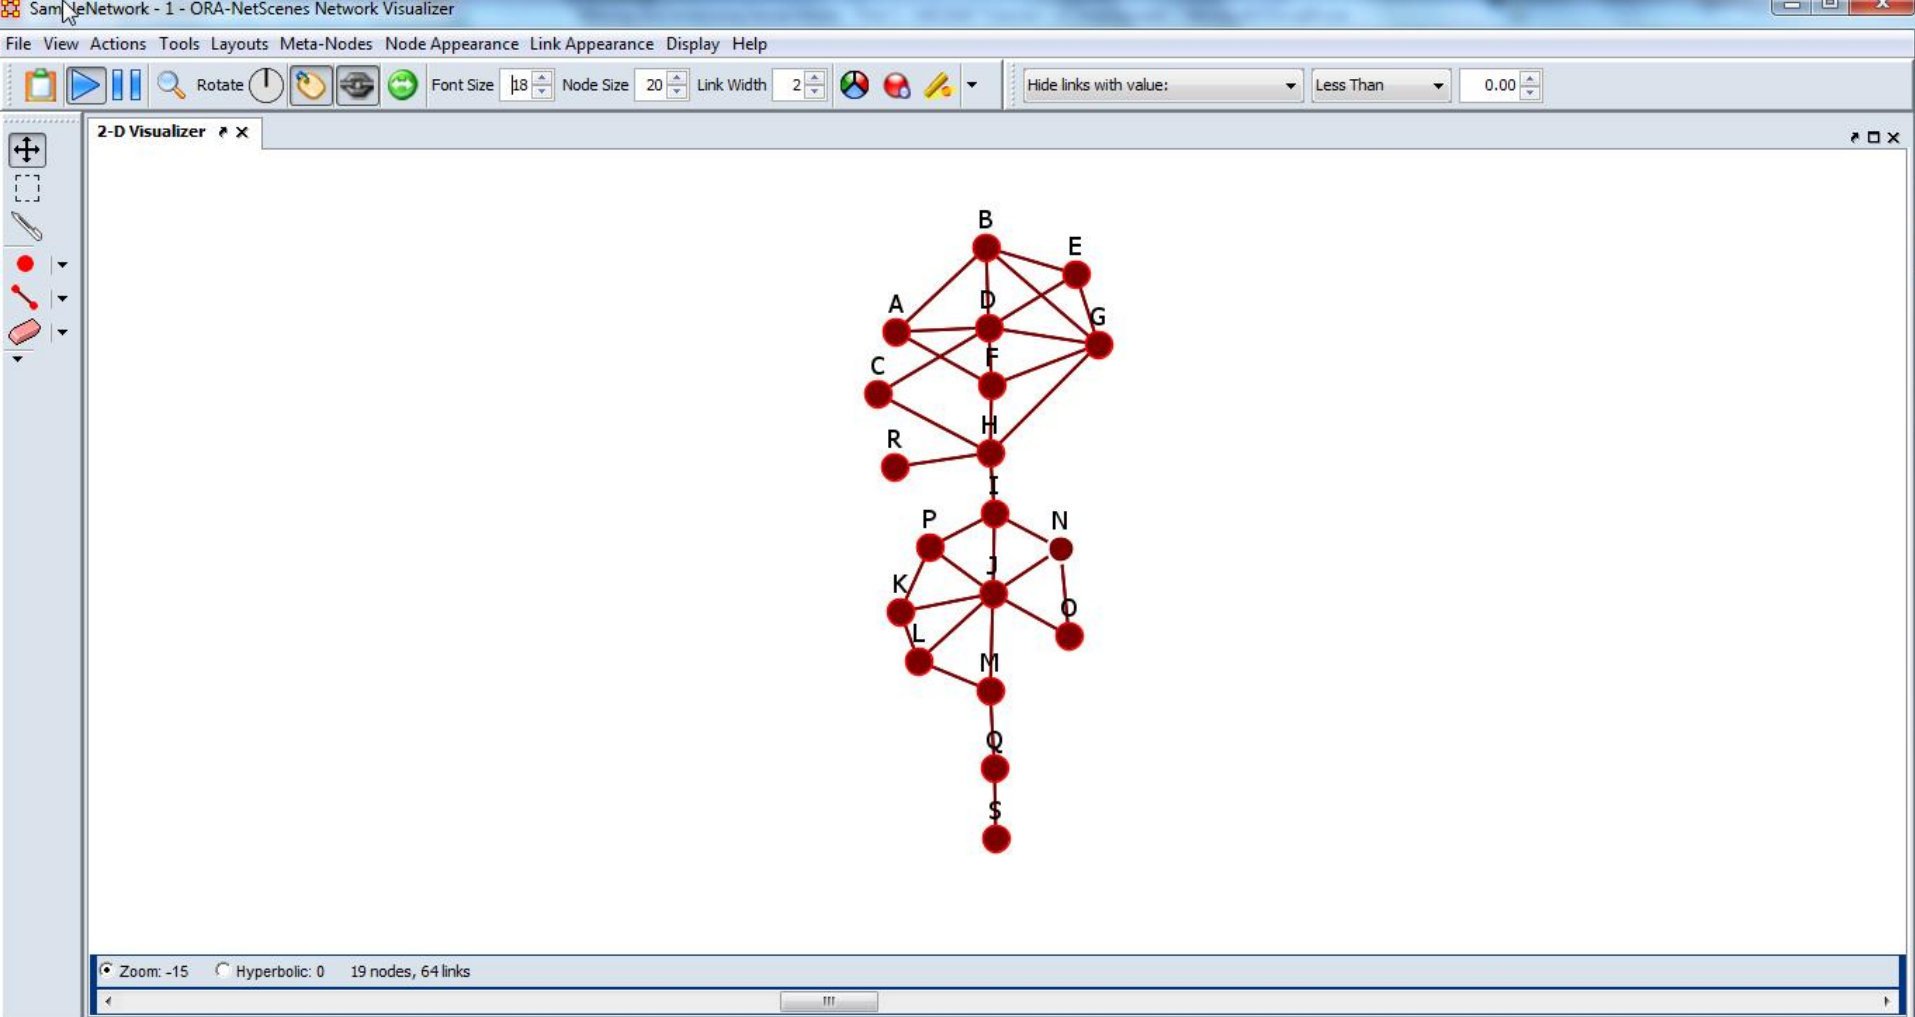 SampleNetwork - 1 - ORA-NetScenes Network Visualizer
File View Actions Tools Layouts Meta-Nodes Node Appearance Link Appearance Display Help
Rotate Font Size 18 Node Size 20 Link Width 2 Hide links with value: Less Than 0.00
2-D Visualizer
B
E
D
A
G
F
C
H
R
I
P
N
J
K
O
L
M
Q
S
Zoom: -15 Hyperbolic: 0 19 nodes, 64 links